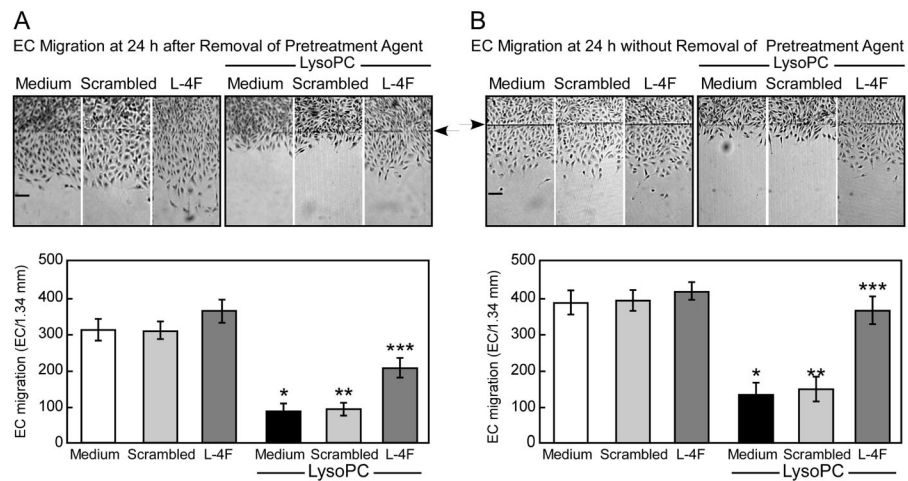 A
EC Migration at 24 h after Removal of Pretreatment Agent
LysoPC
Medium Scrambled L-4F Medium Scrambled L-4F
500
400
300
200
100
0
EC migration (EC/1.34 mm)
* ** ***
Medium Scrambled L-4F Medium Scrambled L-4F
LysoPC
B
EC Migration at 24 h without Removal of Pretreatment Agent
LysoPC
Medium Scrambled L-4F Medium Scrambled L-4F
500
400
300
200
100
0
EC migration (EC/1.34 mm)
* ** ***
Medium Scrambled L-4F Medium Scrambled L-4F
LysoPC